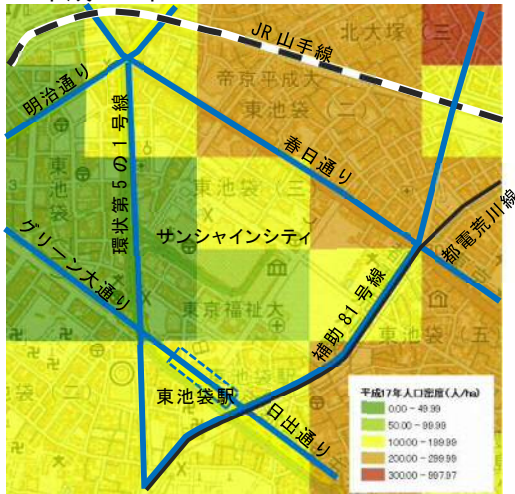 JR山手線
北大塚(三
帝京平成大
東池袋(二
明治通り
春日通り
環状第5の1号線
東池袋
東池袋(三
サンシャインシティ
都電荒川線
グリーン大通り
東京福祉大
補助81号線
東池袋(五
東池袋駅
日出通り
平成17年人口密度(人/ha)
0.00 - 49.99
50.00 - 99.99
100.00 - 199.99
200.00 - 299.99
300.00 - 997.97